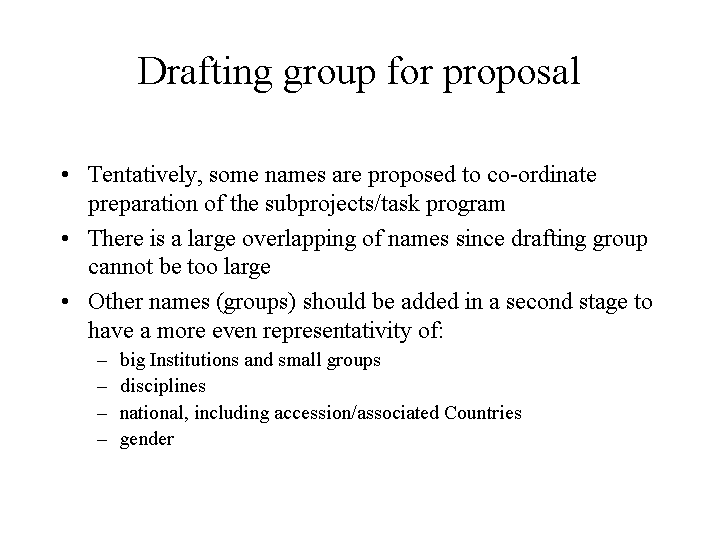 Drafting group for proposal
• Tentatively, some names are proposed to co-ordinate
preparation of the subprojects/task program
• There is a large overlapping of names since drafting group
cannot be too large
• Other names (groups) should be added in a second stage to
have a more even representativity of:
– big Institutions and small groups
– disciplines
– national, including accession/associated Countries
– gender